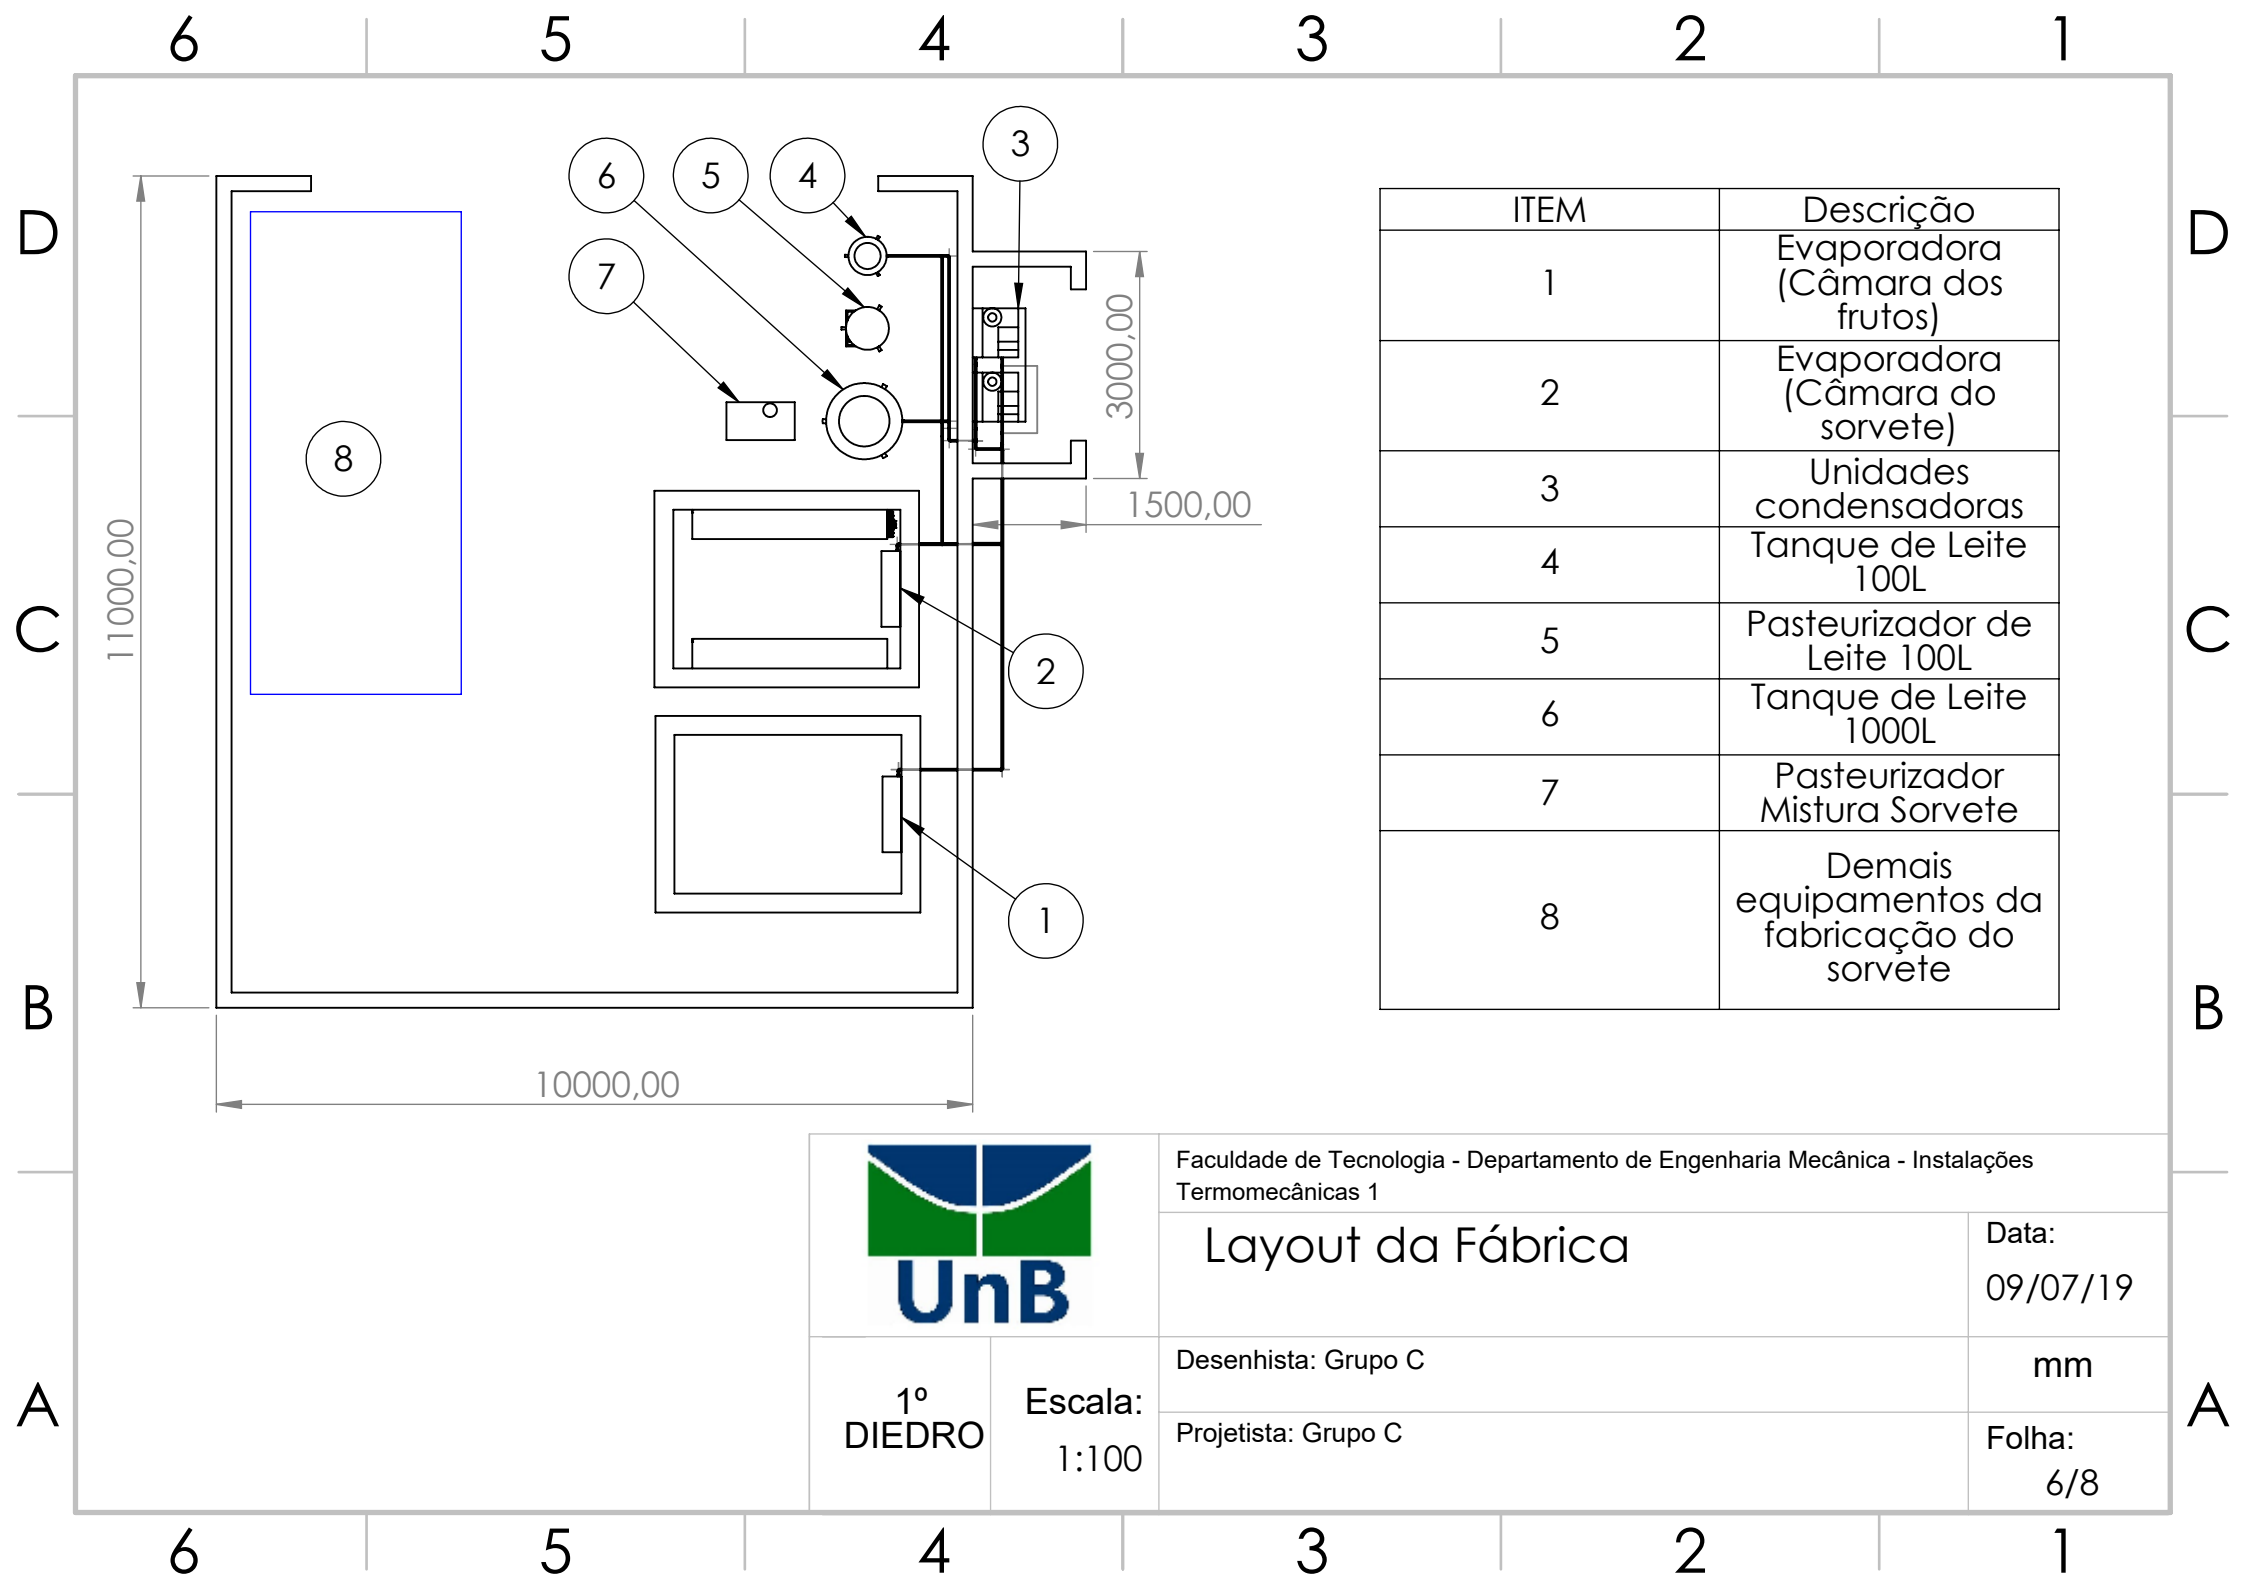 6 5 4 3 2 1
D D
C C
B B
A A
3
6 5 4
7
8
2
1
11000,00
3000,00
1500,00
10000,00
ITEM Descrição
1 Evaporadora
(Câmara dos
frutos)
2 Evaporadora
(Câmara do
sorvete)
3 Unidades
condensadoras
4 Tanque de Leite
100L
5 Pasteurizador de
Leite 100L
6 Tanque de Leite
1000L
7 Pasteurizador
Mistura Sorvete
8 Demais
equipamentos da
fabricação do
sorvete
UnB
Faculdade de Tecnologia - Departamento de Engenharia Mecânica - Instalações
Termomecânicas 1
Layout da Fábrica
Data:
09/07/19
1º
DIEDRO
Escala:
1:100
Desenhista: Grupo C
mm
Projetista: Grupo C
Folha:
6/8
6 5 4 3 2 1